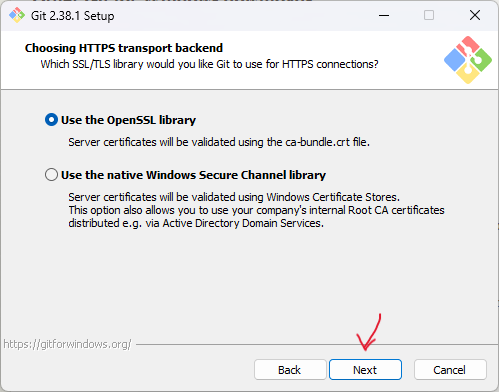 Git 2.38.1 Setup
Choosing HTTPS transport backend
Which SSL/TLS library would you like Git to use for HTTPS connections?
Use the OpenSSL library
Server certificates will be validated using the ca-bundle.crt file.
Use the native Windows Secure Channel library
Server certificates will be validated using Windows Certificate Stores.
This option also allows you to use your company's internal Root CA certificates
distributed e.g. via Active Directory Domain Services.
https://gitforwindows.org/
Back
Next
Cancel